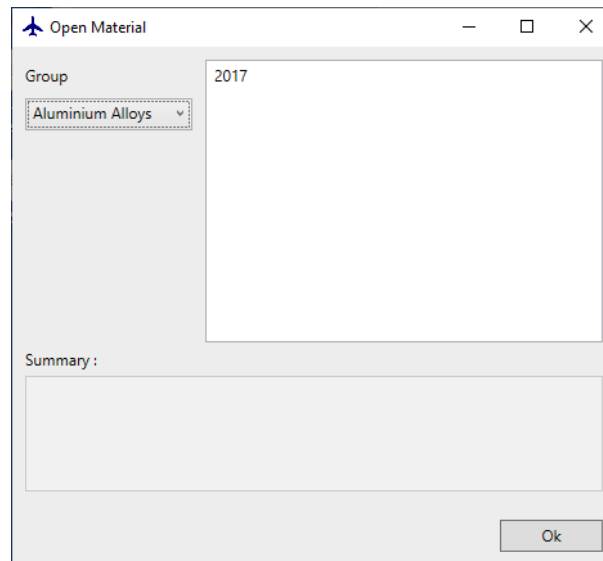 Open Material
Group
2017
Aluminium Alloys
Summary :
Ok